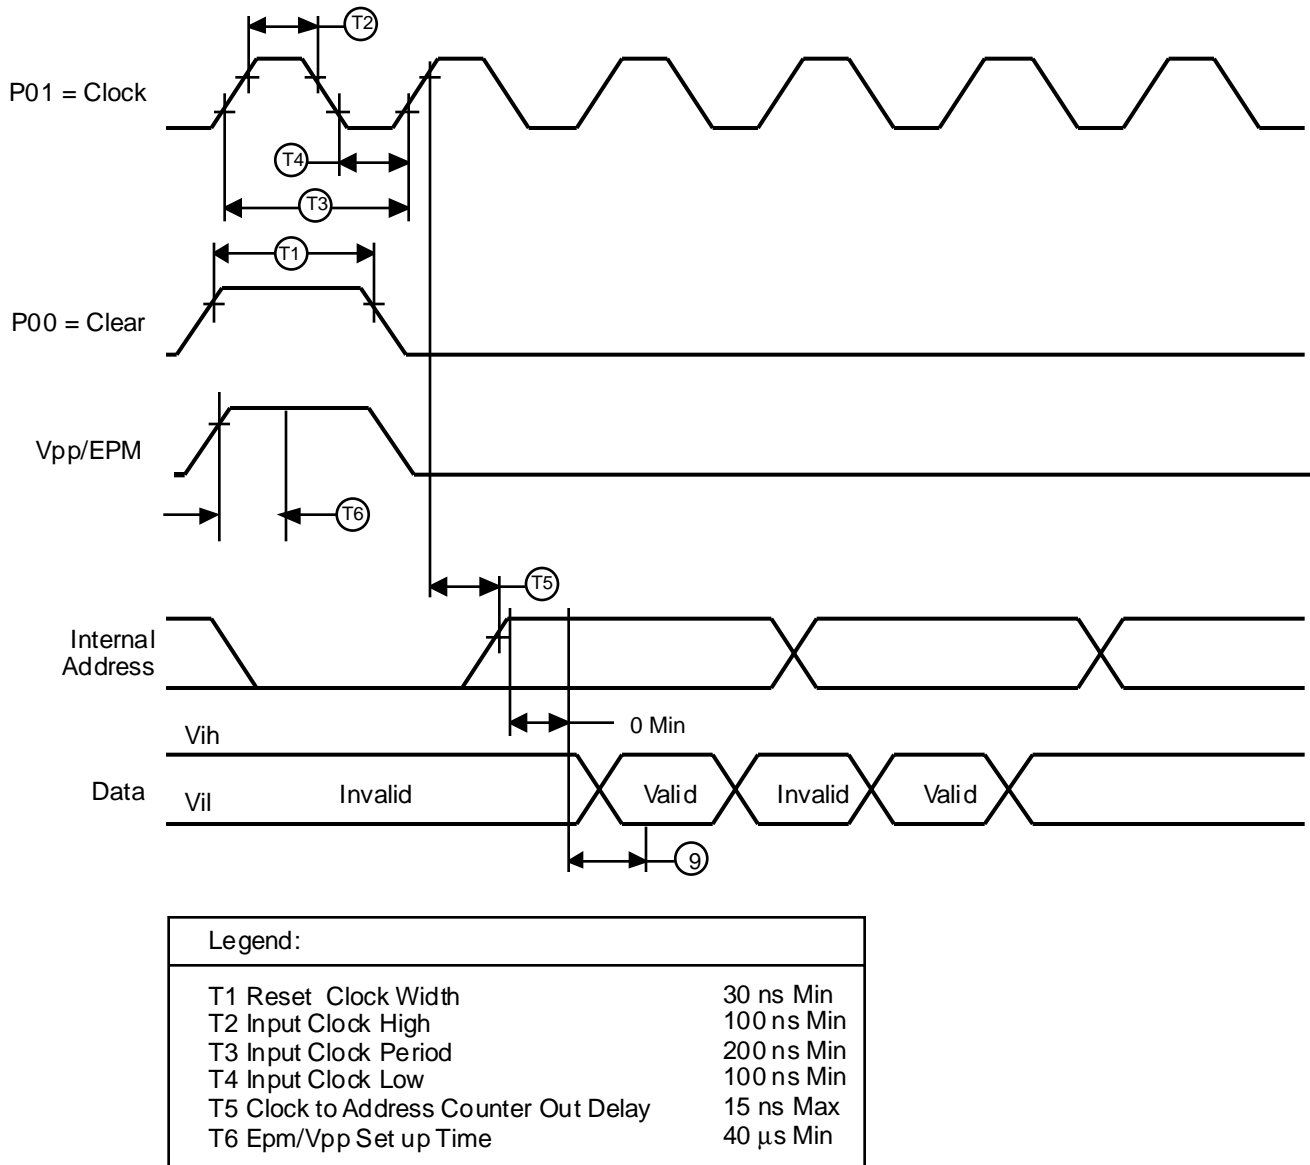 T2
P01 = Clock
T4
T3
T1
P00 = Clear
Vpp/EPM
T6
T5
Internal
Address
0 Min
Vih
Data
Vil
Invalid
Valid
Invalid
Valid
9
Legend:
T1 Reset Clock Width 30 ns Min
T2 Input Clock High 100 ns Min
T3 Input Clock Period 200 ns Min
T4 Input Clock Low 100 ns Min
T5 Clock to Address Counter Out Delay 15 ns Max
T6 Epm/Vpp Set up Time 40 μs Min